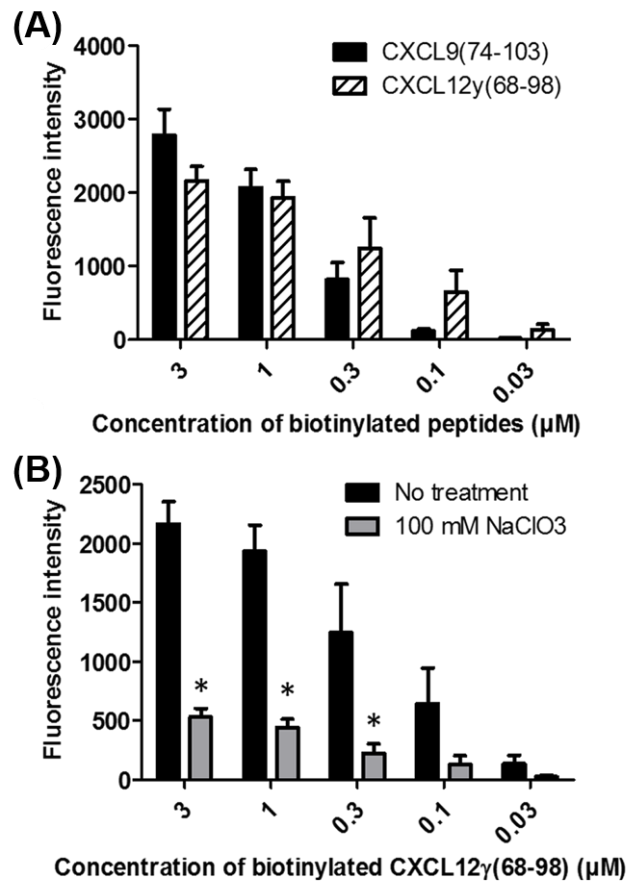 (A)
4000
3000
2000
1000
0
Fluorescence intensity
CXCL9(74-103)
CXCL12y(68-98)
3 1 0.3 0.1 0.03
Concentration of biotinylated peptides (µM)
(B)
2500
2000
1500
1000
500
0
Fluorescence intensity
No treatment
100 mM NaClO3
* * *
3 1 0.3 0.1 0.03
Concentration of biotinylated CXCL12γ(68-98) (µM)